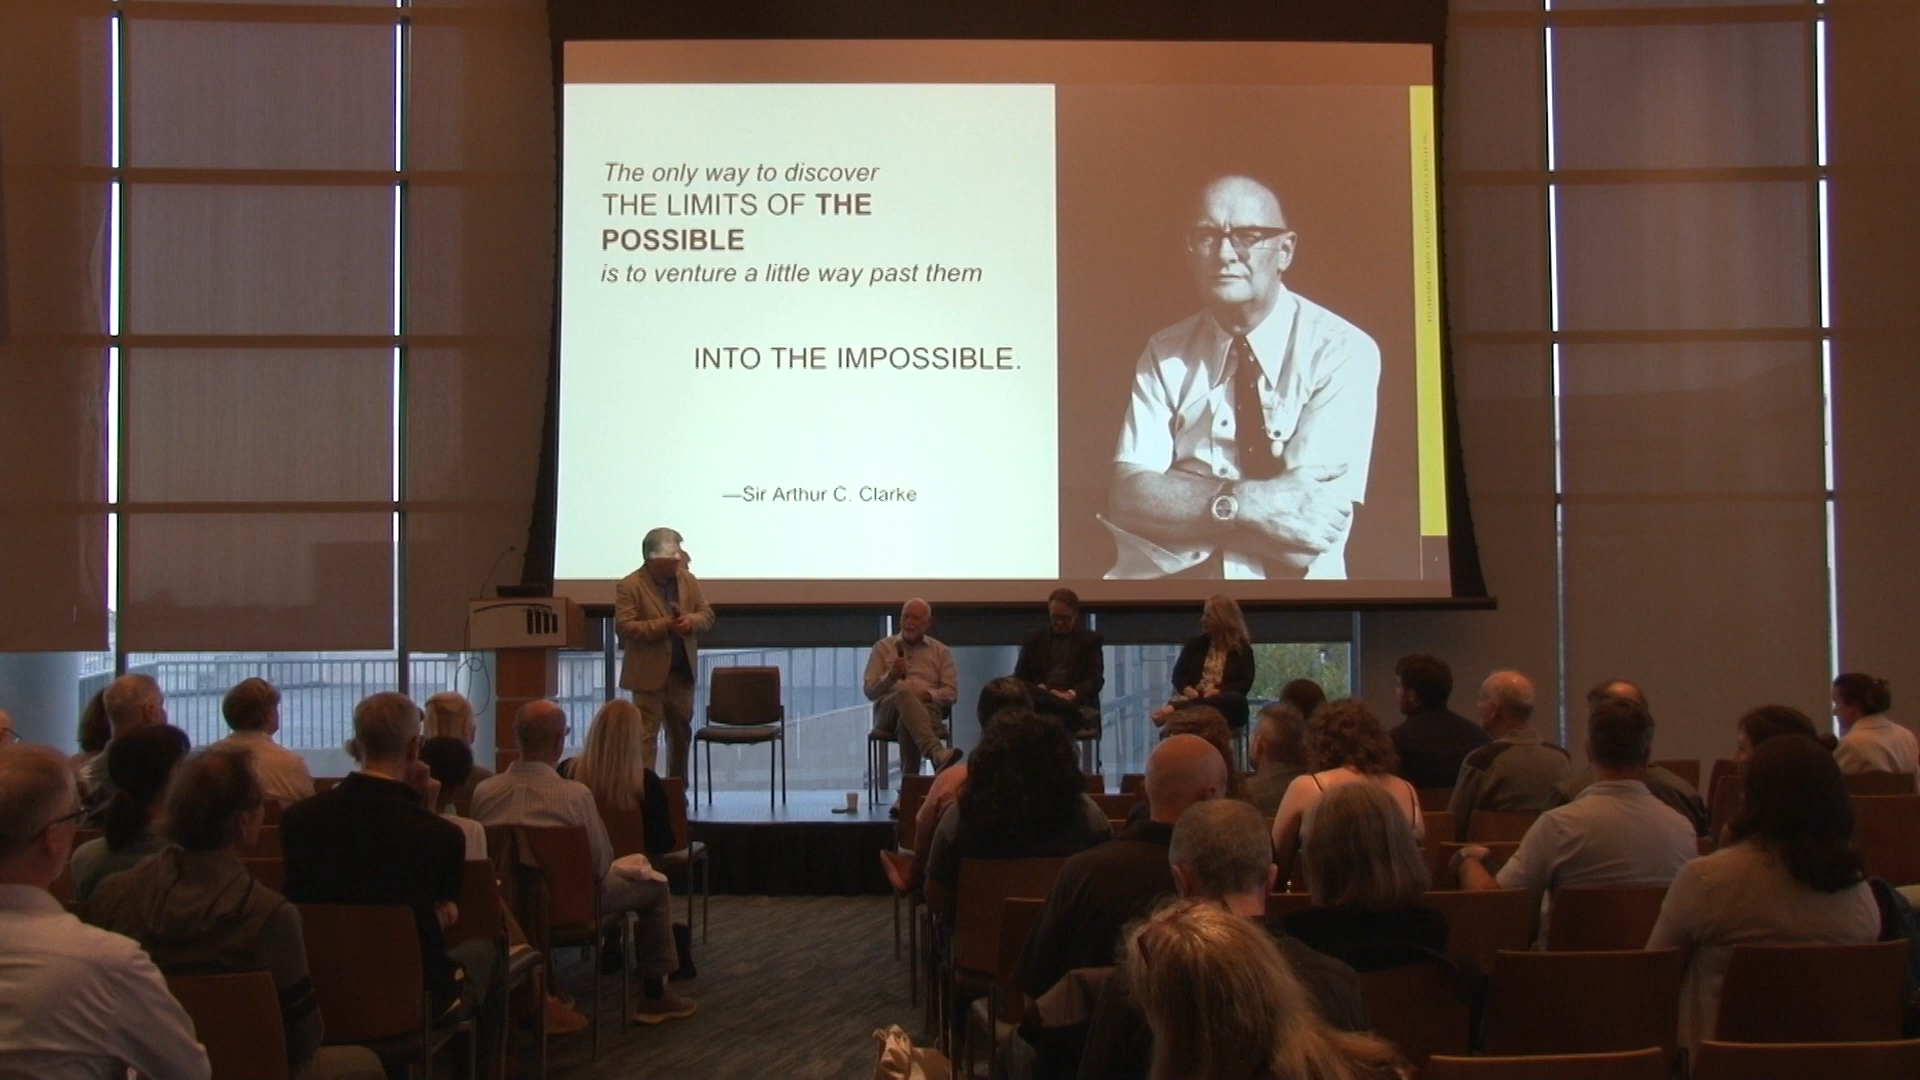 The only way to discover
THE LIMITS OF THE
POSSIBLE
is to venture a little way past them
INTO THE IMPOSSIBLE.
—Sir Arthur C. Clarke